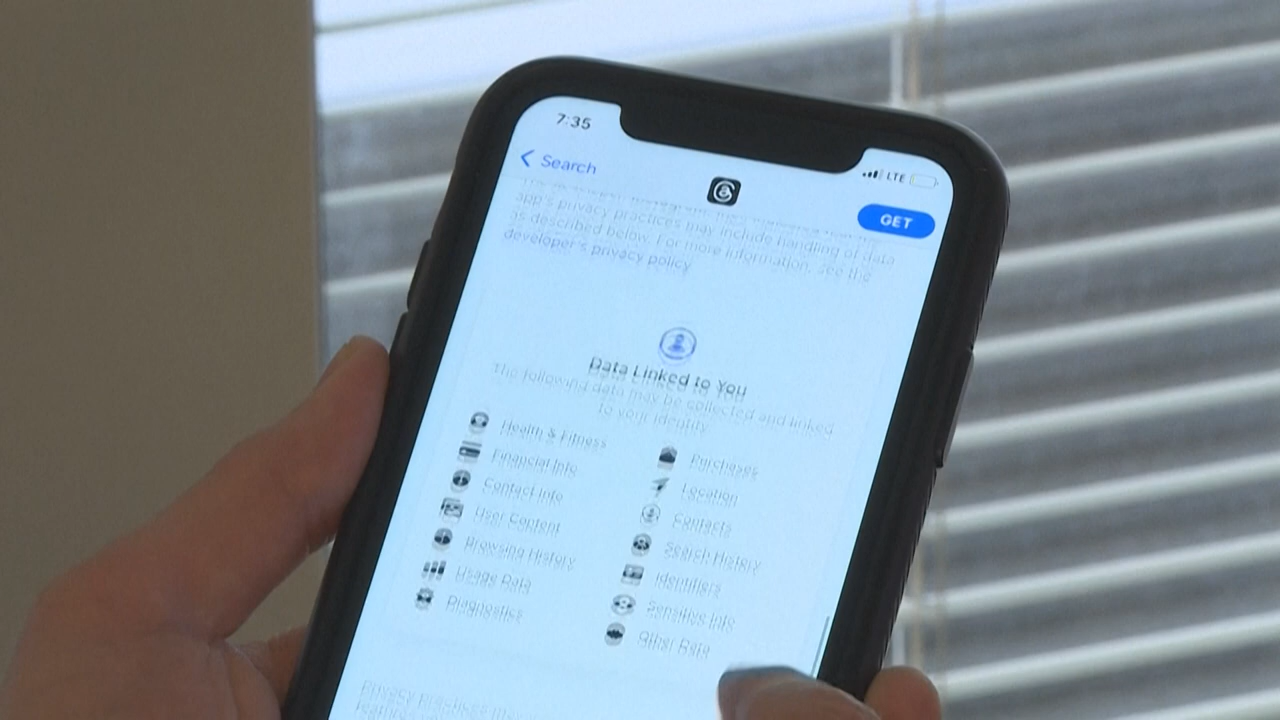 7:35
LTE
Search
GET
app's privacy practices may include handling of data
as described below. For more information, see the
developer's privacy policy.
Data Linked to You
The following data may be collected and linked
to your identity
Health & Fitness
Purchases
Financial Info
Location
Contact Info
Contacts
User Content
Search History
Browsing History
Identifiers
Usage Data
Sensitive Info
Diagnostics
Other Data
Privacy practices may